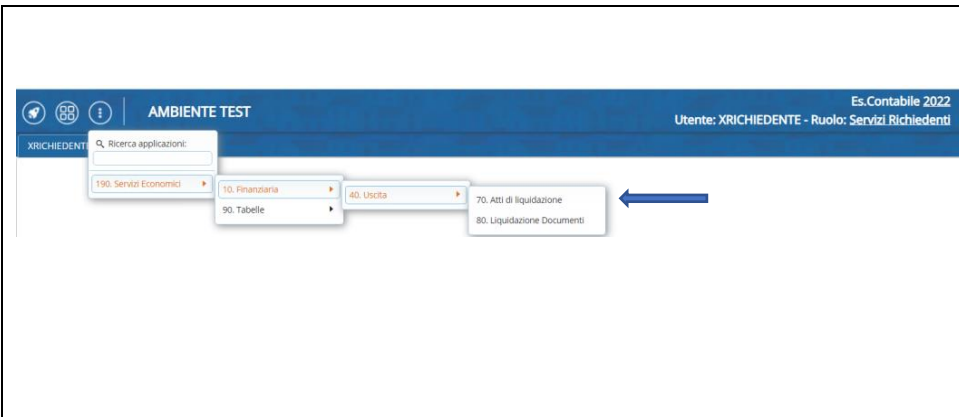 AMBIENTE TEST
Es.Contabile 2022
Utente: XRICHIEDENTE - Ruolo: Servizi Richiedenti
XRICHIEDENT
Ricerca applicazioni:
190. Servizi Economici
10. Finanziaria
90. Tabelle
40. Uscita
70. Atti di liquidazione
80. Liquidazione Documenti